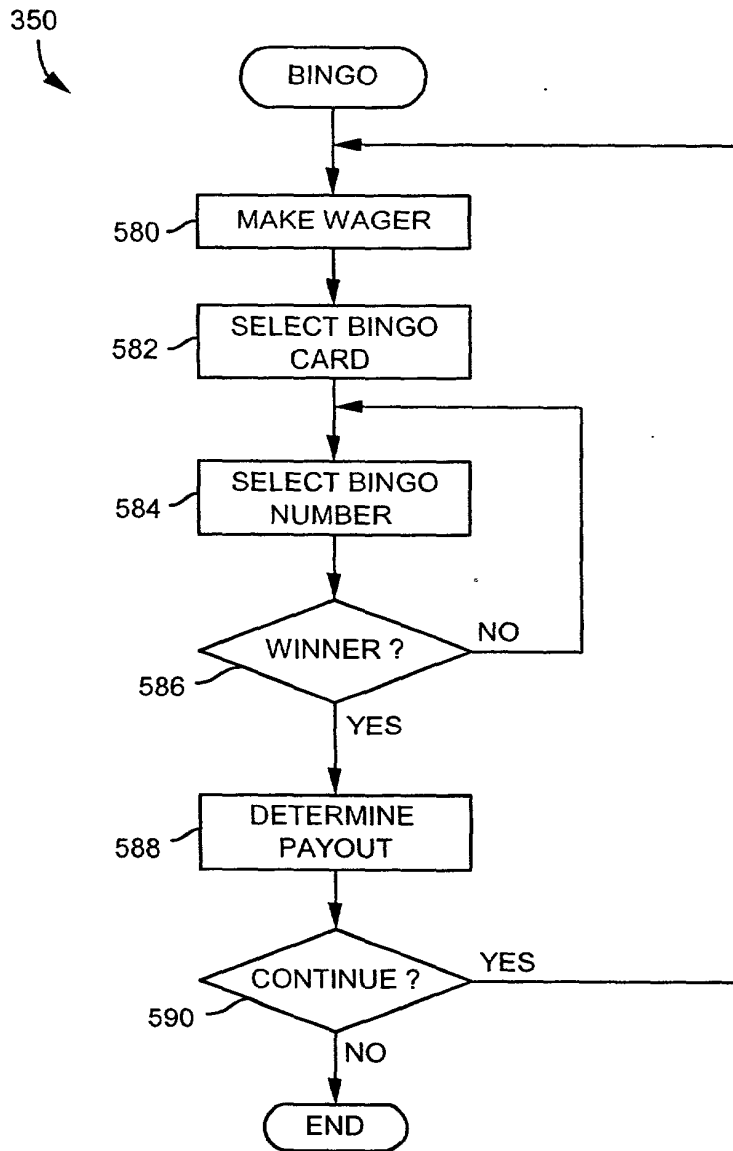 350
BINGO
580
MAKE WAGER
582
SELECT BINGO
CARD
584
SELECT BINGO
NUMBER
WINNER ?
NO
586
YES
588
DETERMINE
PAYOUT
CONTINUE ?
YES
590
NO
END